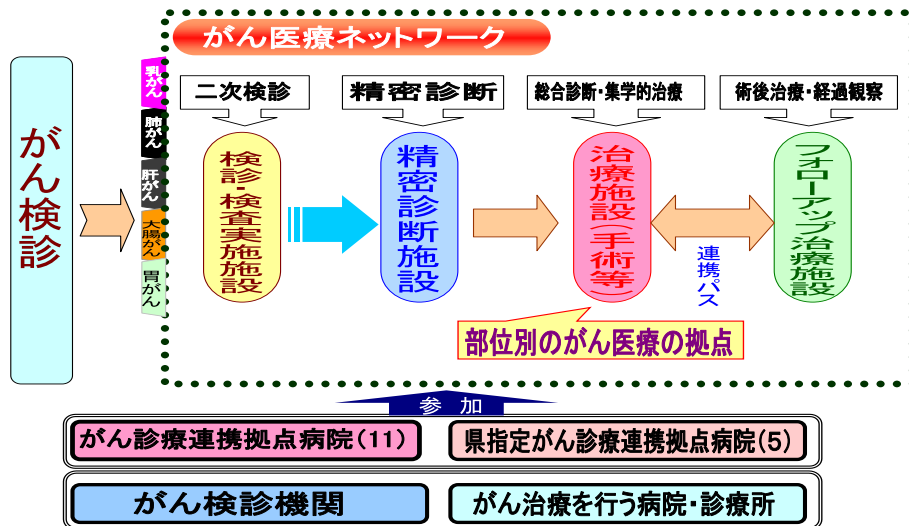 がん医療ネットワーク
がん検診
乳がん
肺がん
肝がん
大腸がん
胃がん
二次検診
精密診断
総合診断・集学的治療
術後治療・経過観察
検診・検査実施施設
精密診断施設
治療施設(手術等)
フォローアップ治療施設
連携パス
部位別のがん医療の拠点
参 加
がん診療連携拠点病院(11)
県指定がん診療連携拠点病院(5)
がん検診機関
がん治療を行う病院・診療所